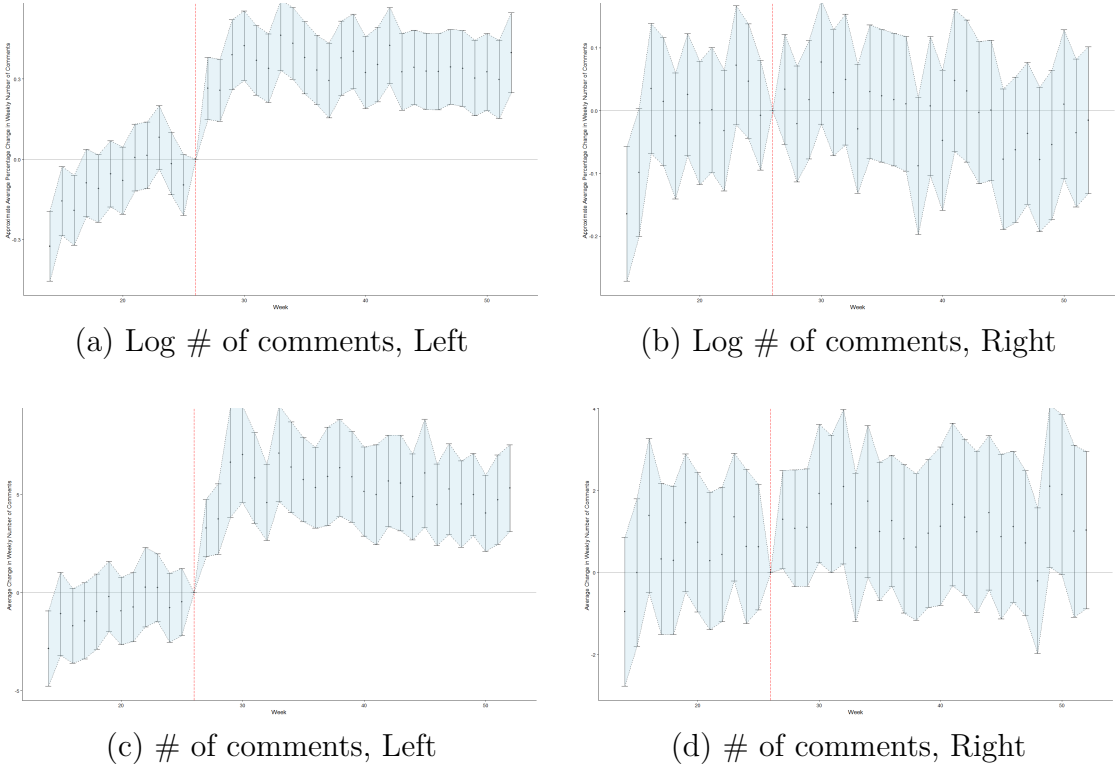 Approximate Average Percentage Change in Weekly Number of Comments
0.5
0.0
-0.5
20
30
40
50
Week
(a) Log # of comments, Left
Approximate Average Percentage Change in Weekly Number of Comments
0.1
0.0
-0.1
-0.2
20
30
40
50
Week
(b) Log # of comments, Right
Average Change in Weekly Number of Comments
5
0
-5
20
30
40
50
Week
(c) # of comments, Left
Average Change in Weekly Number of Comments
4
2
0
-2
20
30
40
50
Week
(d) # of comments, Right